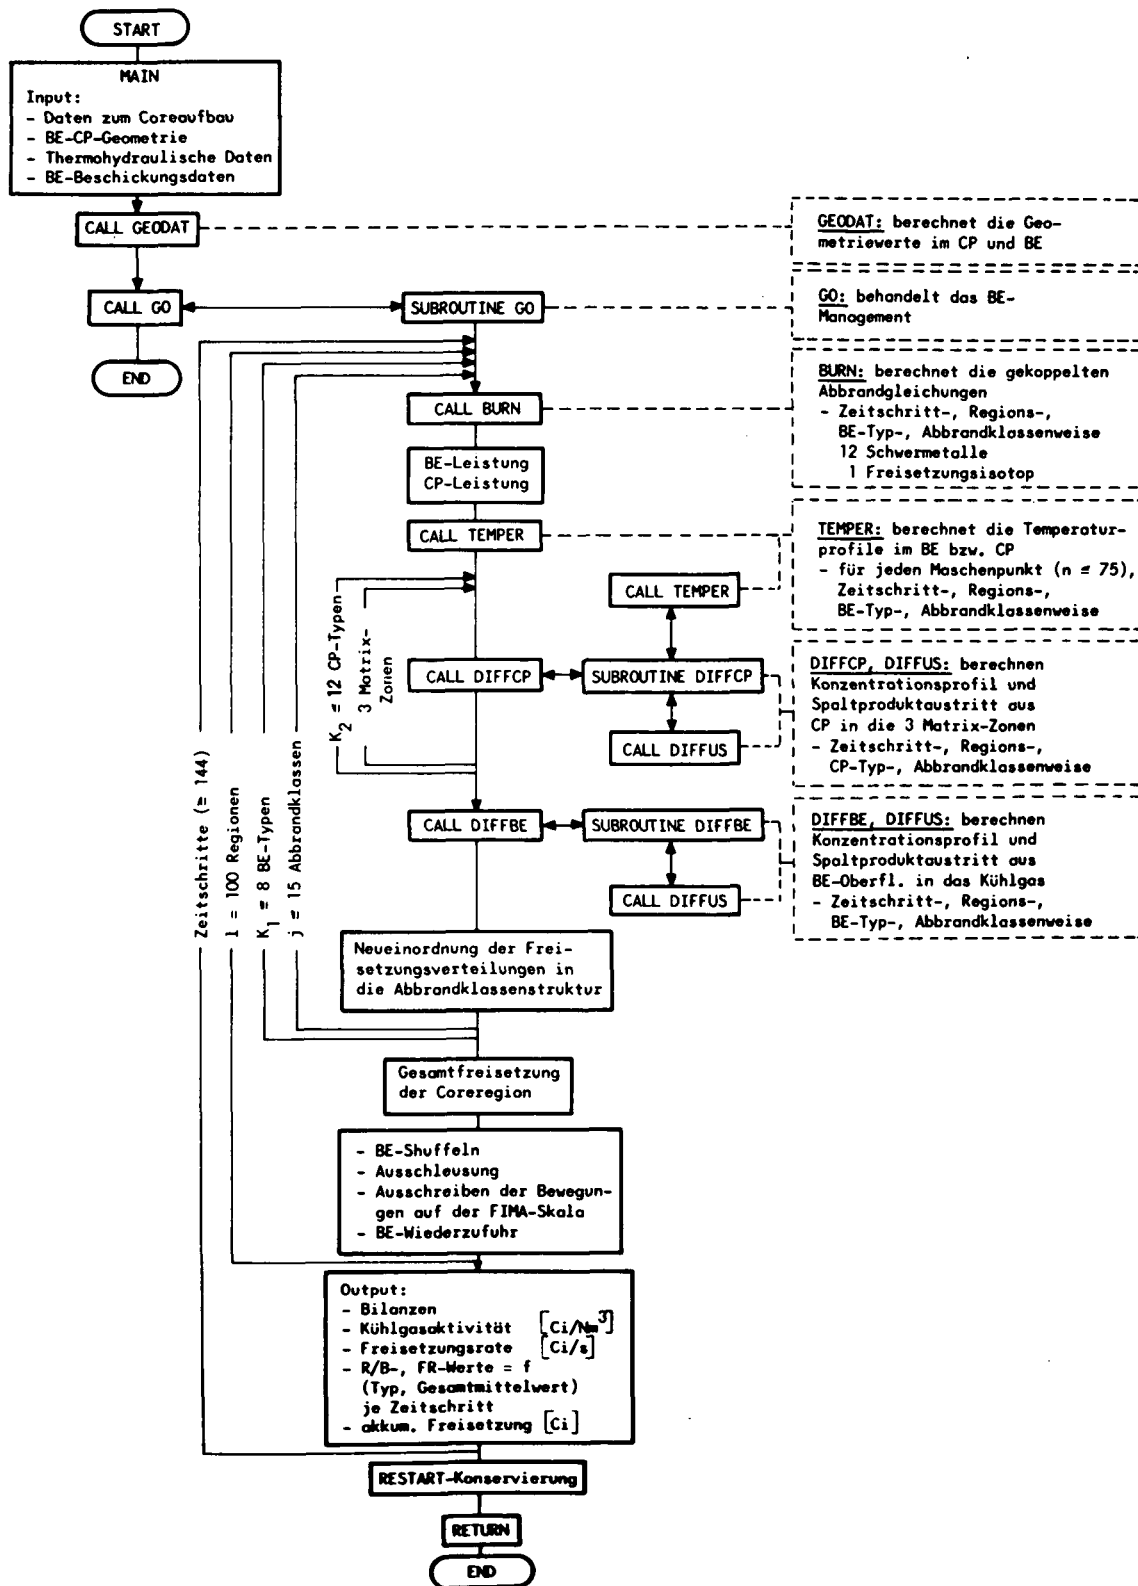 START
MAIN
Input:
- Daten zum Coreaufbau
- BE-CP-Geometrie
- Thermohydraulische Daten
- BE-Beschickungsdaten
CALL GEODAT
GEODAT: berechnet die Geo-
metriewerte im CP und BE
CALL GO
SUBROUTINE GO
GO: behandelt das BE-
Management
END
CALL BURN
BURN: berechnet die gekoppelten
Abbrandgleichungen
- Zeitschritt-, Regions-,
BE-Typ-, Abbrandklassenweise
12 Schwermetalle
1 Freisetzungsisotop
BE-Leistung
CP-Leistung
CALL TEMPER
TEMPER: berechnet die Temperatur-
profile im BE bzw. CP
- für jeden Maschenpunkt (n ≤ 75),
Zeitschritt-, Regions-,
BE-Typ-, Abbrandklassenweise
CALL TEMPER
Zeitschritte (≤ 144)
l = 100 Regionen
K1 ≤ 8 BE-Typen
j = 15 Abbrandklassen
K2 ≤ 12 CP-Typen
3 Matrix-
Zonen
CALL DIFFCP
SUBROUTINE DIFFCP
CALL DIFFUS
DIFFCP, DIFFUS: berechnen
Konzentrationsprofil und
Spaltproduktaustritt aus
CP in die 3 Matrix-Zonen
- Zeitschritt-, Regions-,
CP-Typ-, Abbrandklassenweise
CALL DIFFBE
SUBROUTINE DIFFBE
CALL DIFFUS
DIFFBE, DIFFUS: berechnen
Konzentrationsprofil und
Spaltproduktaustritt aus
BE-Oberfl. in das Kühlgas
- Zeitschritt-, Regions-,
BE-Typ-, Abbrandklassenweise
Neueinordnung der Frei-
setzungsverteilungen in
die Abbrandklassenstruktur
Gesamtfreisetzung
der Coreregion
- BE-Shuffeln
- Ausschleusung
- Ausschreiben der Bewegun-
gen auf der FIMA-Skala
- BE-Wiederzufuhr
Output:
- Bilanzen
- Kühlgasaktivität [Ci/Nm³]
- Freisetzungsrate [Ci/s]
- R/B-, FR-Werte = f
(Typ, Gesamtmittelwert)
je Zeitschritt
- akkum. Freisetzung [Ci]
RESTART-Konservierung
RETURN
END